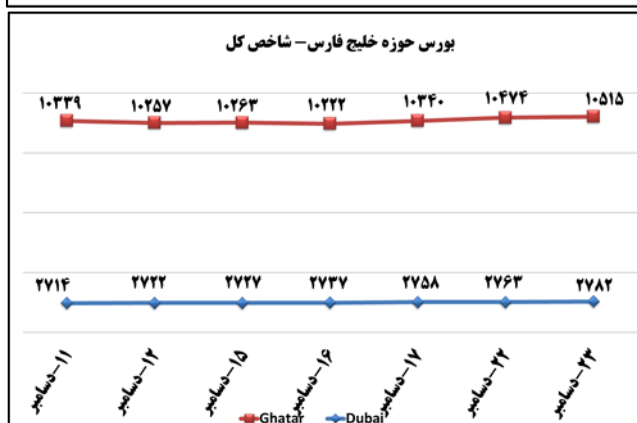 بورس حوزه خلیج فارس– شاخص کل
۱۰۳۳۹ ۱۰۲۵۷ ۱۰۲۶۳ ۱۰۲۲۲ ۱۰۳۴۰ ۱۰۴۷۴ ۱۰۵۱۵
۲۷۱۴ ۲۷۲۲ ۲۷۲۷ ۲۷۳۷ ۲۷۵۸ ۲۷۶۳ ۲۷۸۲
۱۱-دسامبر ۱۲-دسامبر ۱۵-دسامبر ۱۶-دسامبر ۱۷-دسامبر ۲۲-دسامبر ۲۳-دسامبر
Ghatar Dubai